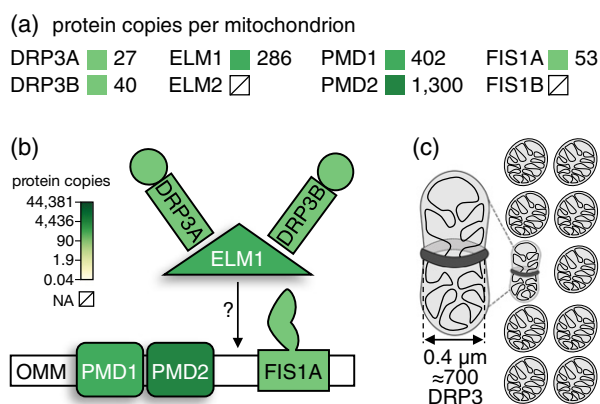 (a) protein copies per mitochondrion
DRP3A 27 ELM1 286 PMD1 402 FIS1A 53
DRP3B 40 ELM2 PMD2 1,300 FIS1B
(b)
protein copies
44,381
4,436
90
1.9
0.04
NA
DRP3A
DRP3B
ELM1
?
OMM PMD1 PMD2 FIS1A
(c)
0.4 µm
≈700
DRP3